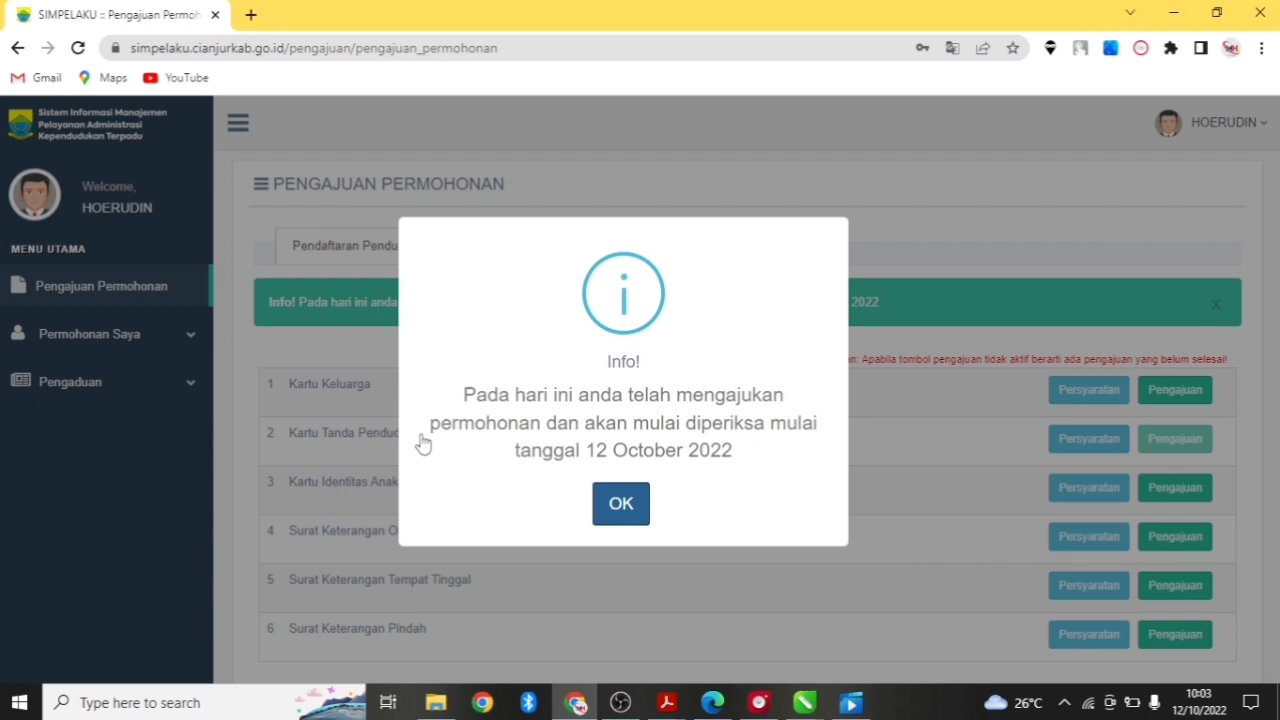 SIMPELAKU :: Pengajuan Permoh
simpelaku.cianjurkab.go.id/pengajuan/pengajuan_permohonan
Gmail
Maps
YouTube
Sistem Informasi Manajemen
Pelayanan Administrasi
Kependudukan Terpadu
HOERUDIN
Welcome,
HOERUDIN
MENU UTAMA
Pengajuan Permohonan
Permohonan Saya
Pengaduan
PENGAJUAN PERMOHONAN
Pendaftaran Pendu
Info! Pada hari ini anda
2022
x
n: Apabila tombol pengajuan tidak aktif berarti ada pengajuan yang belum selesai!
1 Kartu Keluarga Persyaratan Pengajuan
2 Kartu Tanda Pendud Persyaratan Pengajuan
3 Kartu Identitas Anak Persyaratan Pengajuan
4 Surat Keterangan O Persyaratan Pengajuan
5 Surat Keterangan Tempat Tinggal Persyaratan Pengajuan
6 Surat Keterangan Pindah Persyaratan Pengajuan
Info!
Pada hari ini anda telah mengajukan
permohonan dan akan mulai diperiksa mulai
tanggal 12 October 2022
OK
Type here to search
26°C
10:03
12/10/2022